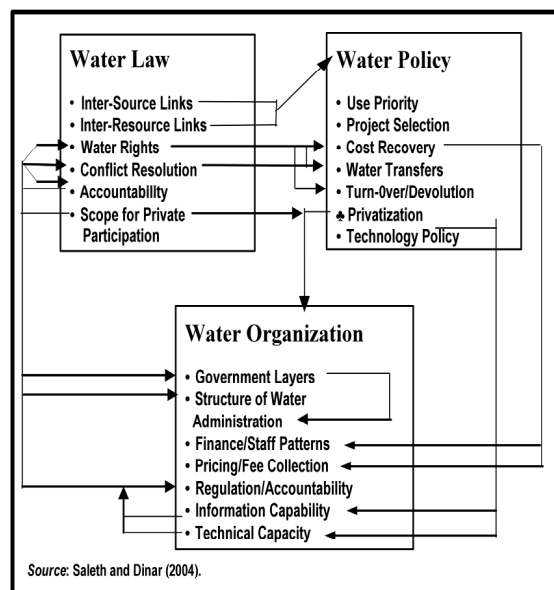 Water Law
• Inter-Source Links
• Inter-Resource Links
• Water Rights
• Conflict Resolution
• Accountability
• Scope for Private
Participation
Water Policy
• Use Priority
• Project Selection
• Cost Recovery
• Water Transfers
• Turn-0ver/Devolution
♣ Privatization
• Technology Policy
Water Organization
• Government Layers
• Structure of Water
Administration
• Finance/Staff Patterns
• Pricing/Fee Collection
• Regulation/Accountability
• Information Capability
• Technical Capacity
Source: Saleth and Dinar (2004).